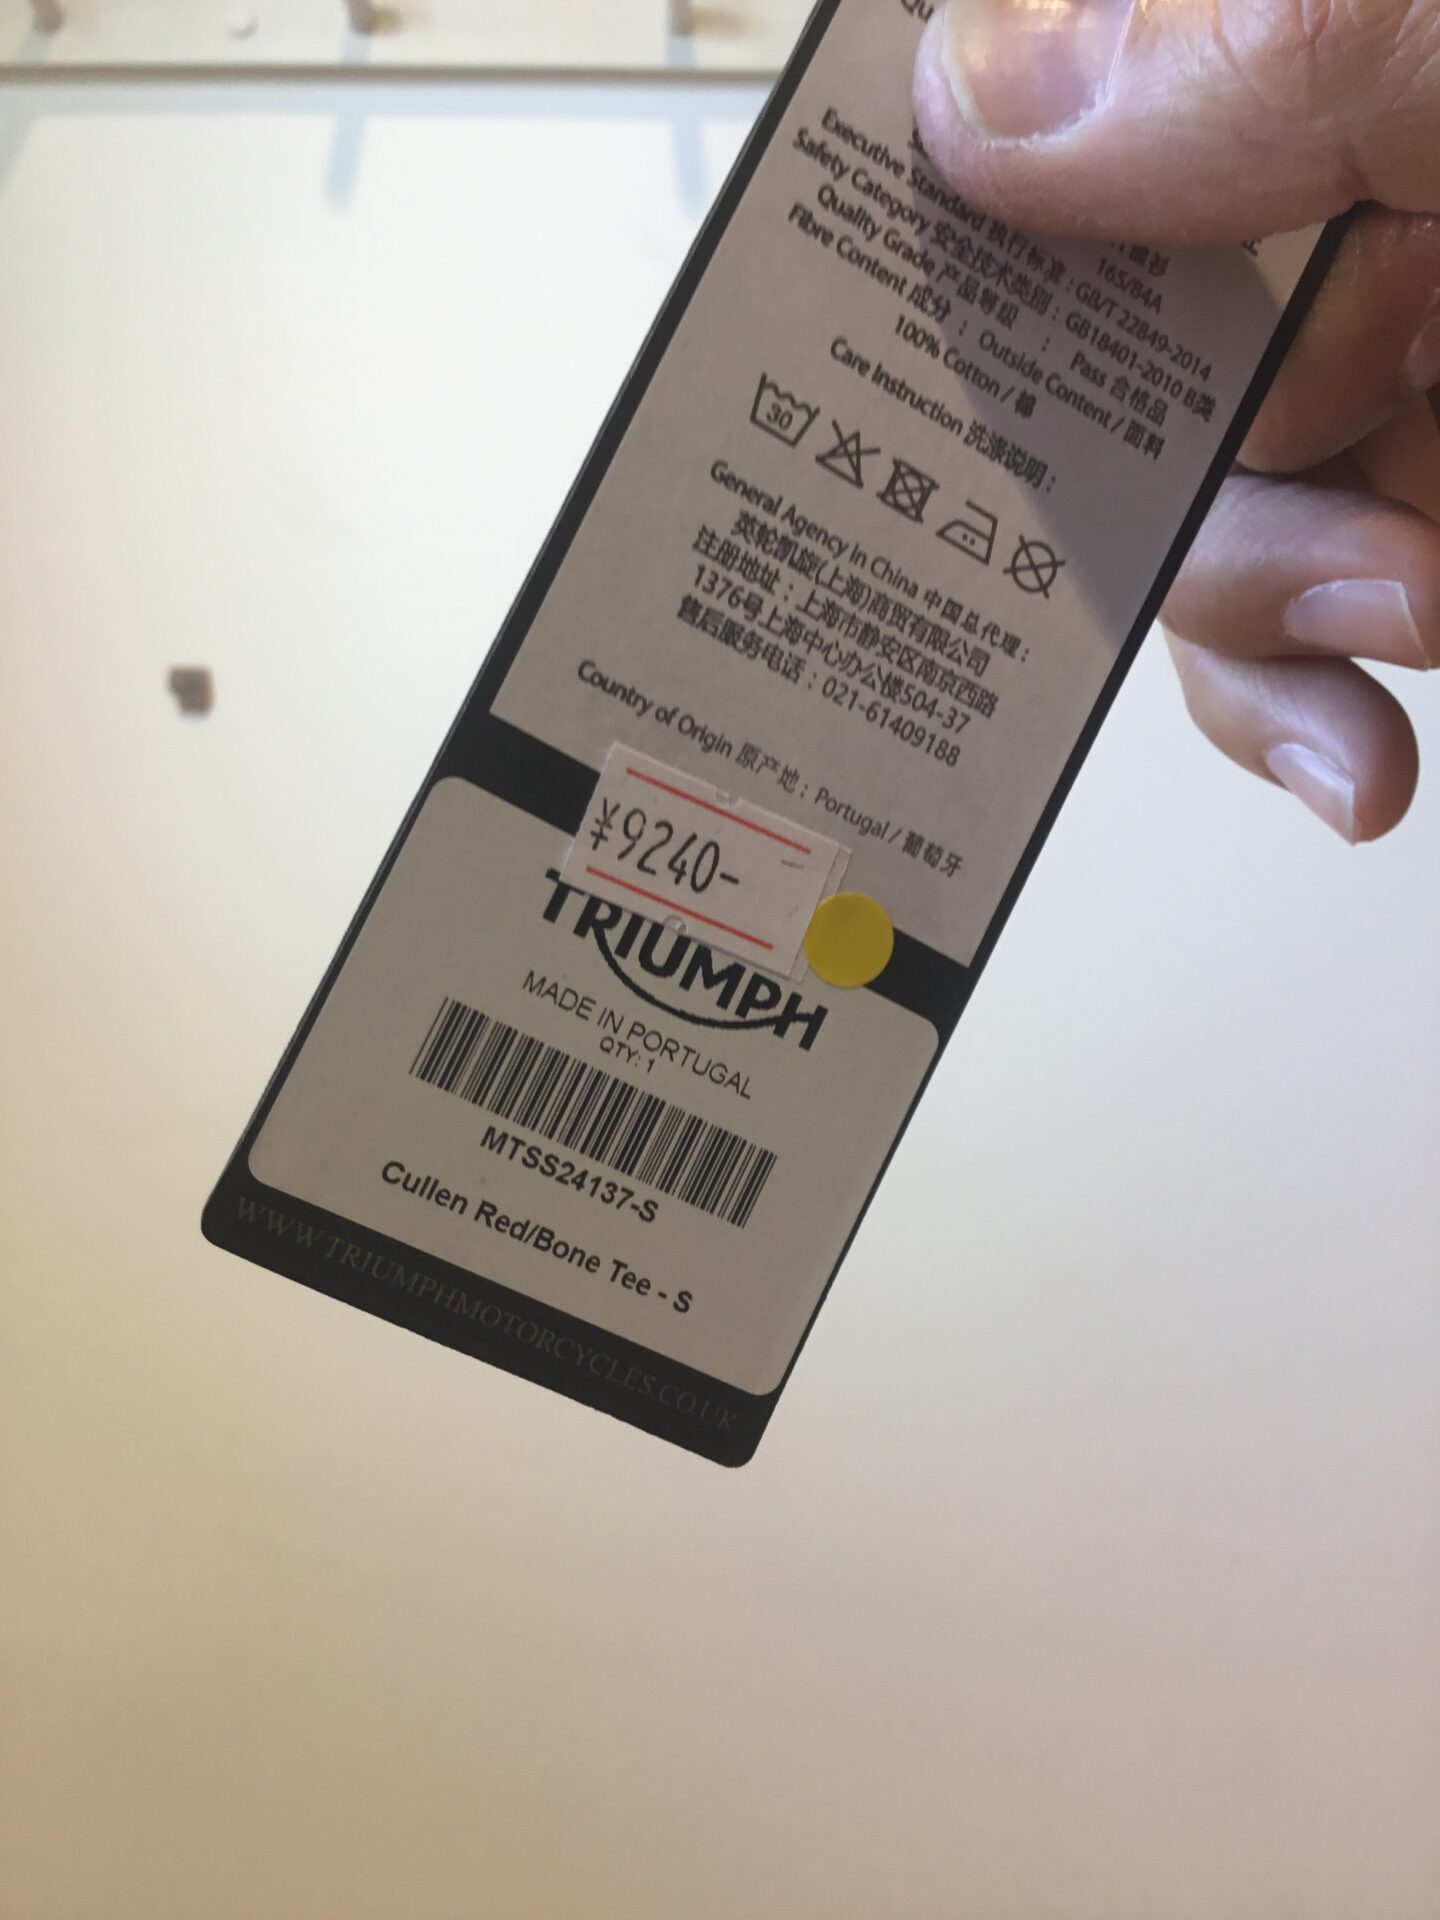 Executive Standard 执行标准 : GB/T 22849-2014
Safety Category 安全技术类别 : GB18401-2010 B类
Quality Grade 产品等级 : Pass 合格品
Fibre Content 成分 : Outside Content / 面料
100% Cotton / 棉
165/84A
Care Instruction 洗涤说明 :
30
General Agency in China 中国总代理 :
英轮凯旋(上海)商贸有限公司
注册地址 : 上海市静安区南京西路
1376号上海中心办公楼504-37
售后服务电话 : 021-61409188
Country of Origin 原产地 : Portugal / 葡萄牙
¥9240-
TRIUMPH
MADE IN PORTUGAL
QTY: 1
MTSS24137-S
Cullen Red/Bone Tee - S
WWW.TRIUMPHMOTORCYCLES.CO.UK